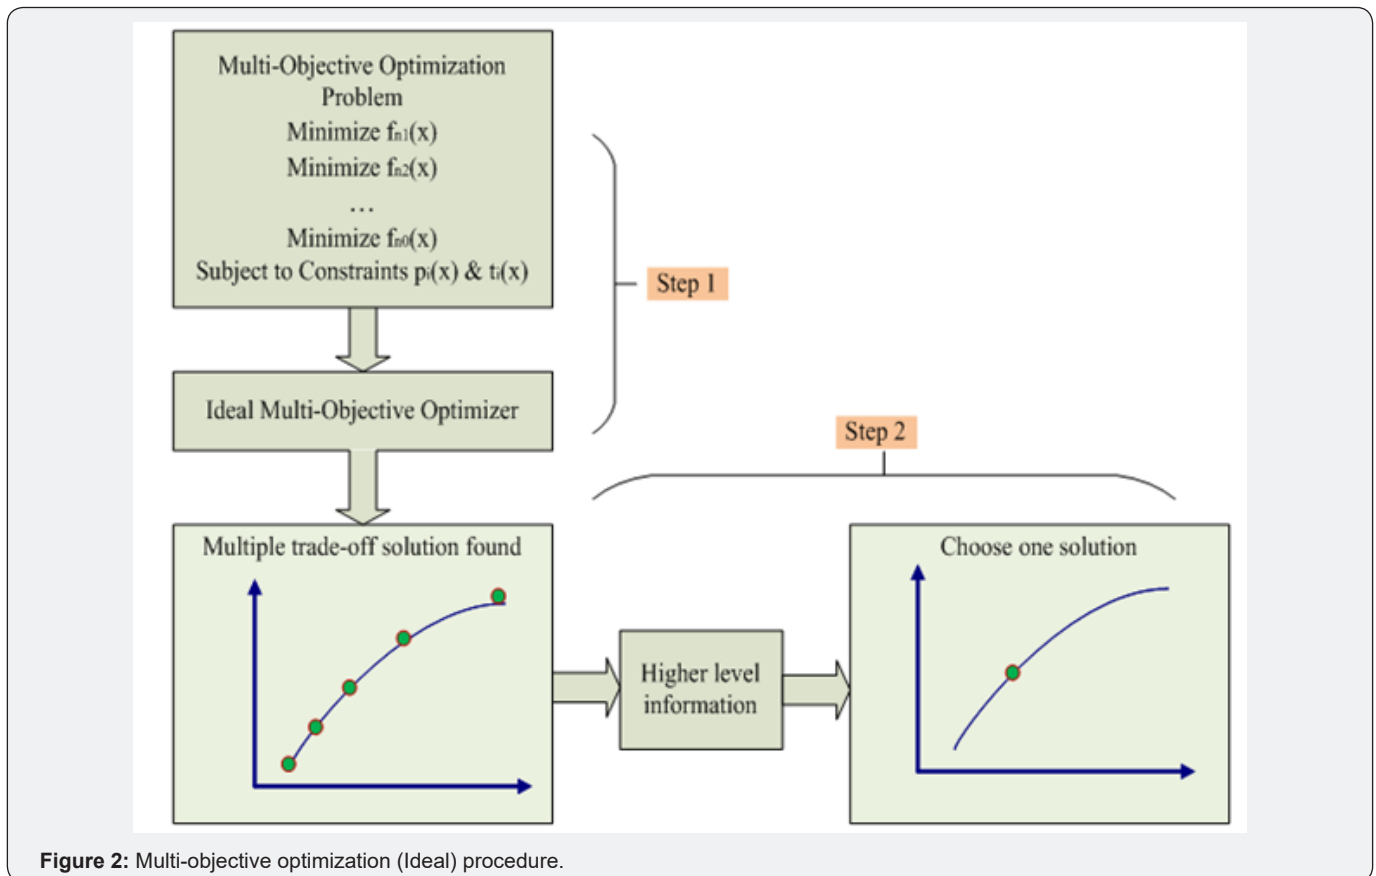 Multi-Objective Optimization
Problem
Minimize fn1(x)
Minimize fn2(x)
...
Minimize fn0(x)
Subject to Constraints pi(x) & ti(x)
Step 1
Ideal Multi-Objective Optimizer
Step 2
Multiple trade-off solution found
Higher level
information
Choose one solution
Figure 2: Multi-objective optimization (Ideal) procedure.